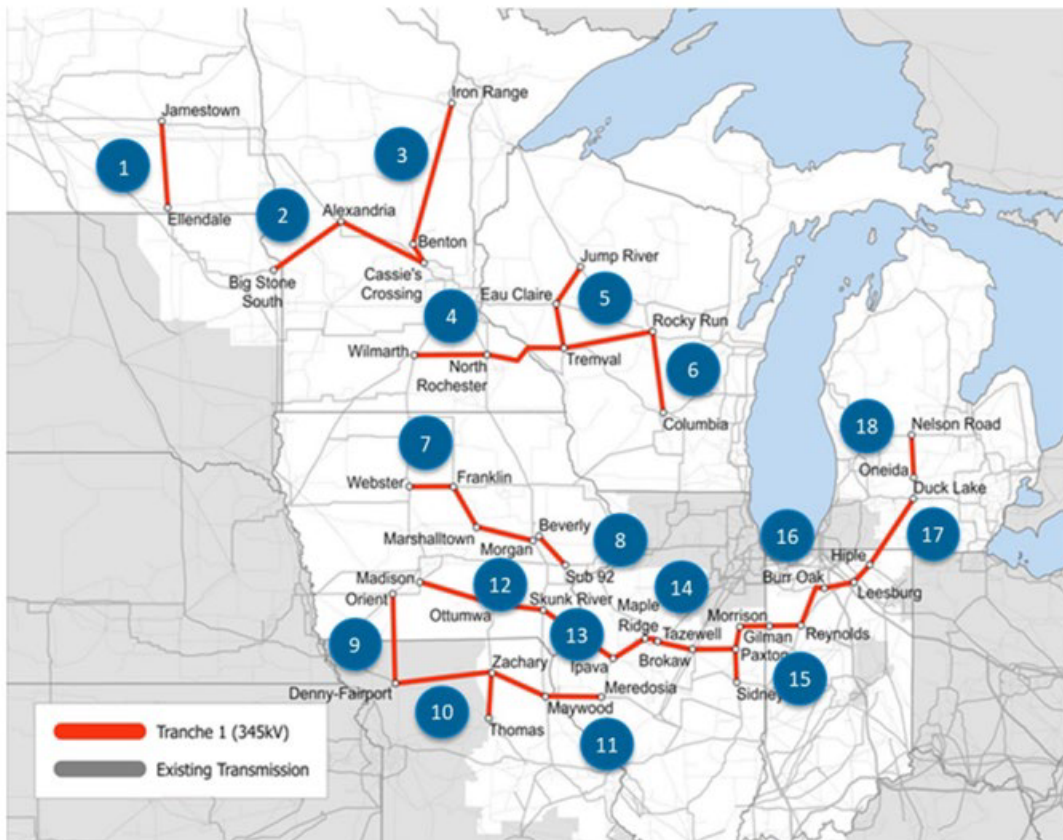 Iron Range
Jamestown
3
1
2
Alexandria
Ellendale
Benton
Jump River
Big Stone
South
Cassie's
Crossing
Eau Claire
5
4
Rocky Run
Wilmarth
North
Rochester
Tremval
6
Columbia
18
Nelson Road
7
Oneida
Webster
Franklin
Duck Lake
Marshalltown
Beverly
Morgan
8
16
17
Hiple
Sub 92
Burr Oak
Leesburg
Madison
12
14
Orient
Ottumwa
Skunk River
Maple
Ridge
Morrison
13
Tazewell
Gilman
Reynolds
9
Zachary
Ipava
Brokaw
Paxton
15
Denny-Fairport
Meredosia
Sidney
10
Maywood
Thomas
11
Tranche 1 (345kV)
Existing Transmission